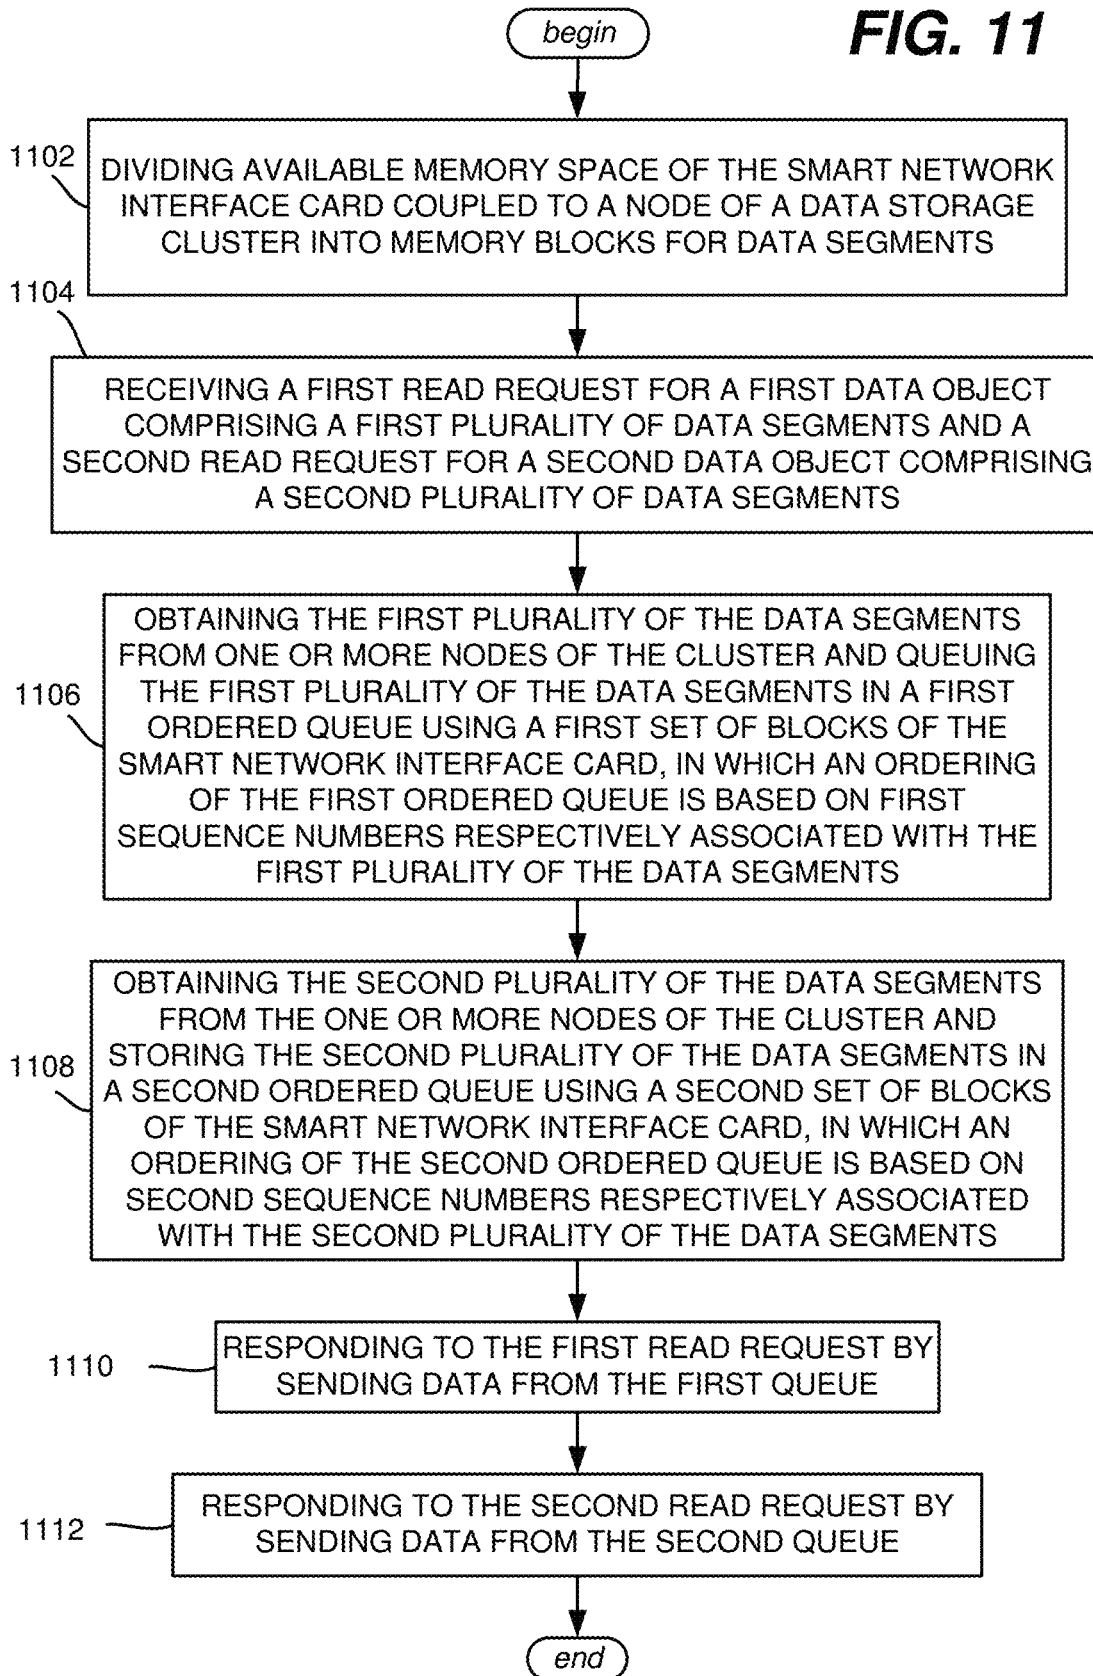 begin
FIG. 11
1102
DIVIDING AVAILABLE MEMORY SPACE OF THE SMART NETWORK
INTERFACE CARD COUPLED TO A NODE OF A DATA STORAGE
CLUSTER INTO MEMORY BLOCKS FOR DATA SEGMENTS
1104
RECEIVING A FIRST READ REQUEST FOR A FIRST DATA OBJECT
COMPRISING A FIRST PLURALITY OF DATA SEGMENTS AND A
SECOND READ REQUEST FOR A SECOND DATA OBJECT COMPRISING
A SECOND PLURALITY OF DATA SEGMENTS
1106
OBTAINING THE FIRST PLURALITY OF THE DATA SEGMENTS
FROM ONE OR MORE NODES OF THE CLUSTER AND QUEUING
THE FIRST PLURALITY OF THE DATA SEGMENTS IN A FIRST
ORDERED QUEUE USING A FIRST SET OF BLOCKS OF THE
SMART NETWORK INTERFACE CARD, IN WHICH AN ORDERING
OF THE FIRST ORDERED QUEUE IS BASED ON FIRST
SEQUENCE NUMBERS RESPECTIVELY ASSOCIATED WITH THE
FIRST PLURALITY OF THE DATA SEGMENTS
1108
OBTAINING THE SECOND PLURALITY OF THE DATA SEGMENTS
FROM THE ONE OR MORE NODES OF THE CLUSTER AND
STORING THE SECOND PLURALITY OF THE DATA SEGMENTS IN
A SECOND ORDERED QUEUE USING A SECOND SET OF BLOCKS
OF THE SMART NETWORK INTERFACE CARD, IN WHICH AN
ORDERING OF THE SECOND ORDERED QUEUE IS BASED ON
SECOND SEQUENCE NUMBERS RESPECTIVELY ASSOCIATED
WITH THE SECOND PLURALITY OF THE DATA SEGMENTS
1110
RESPONDING TO THE FIRST READ REQUEST BY
SENDING DATA FROM THE FIRST QUEUE
1112
RESPONDING TO THE SECOND READ REQUEST BY
SENDING DATA FROM THE SECOND QUEUE
end